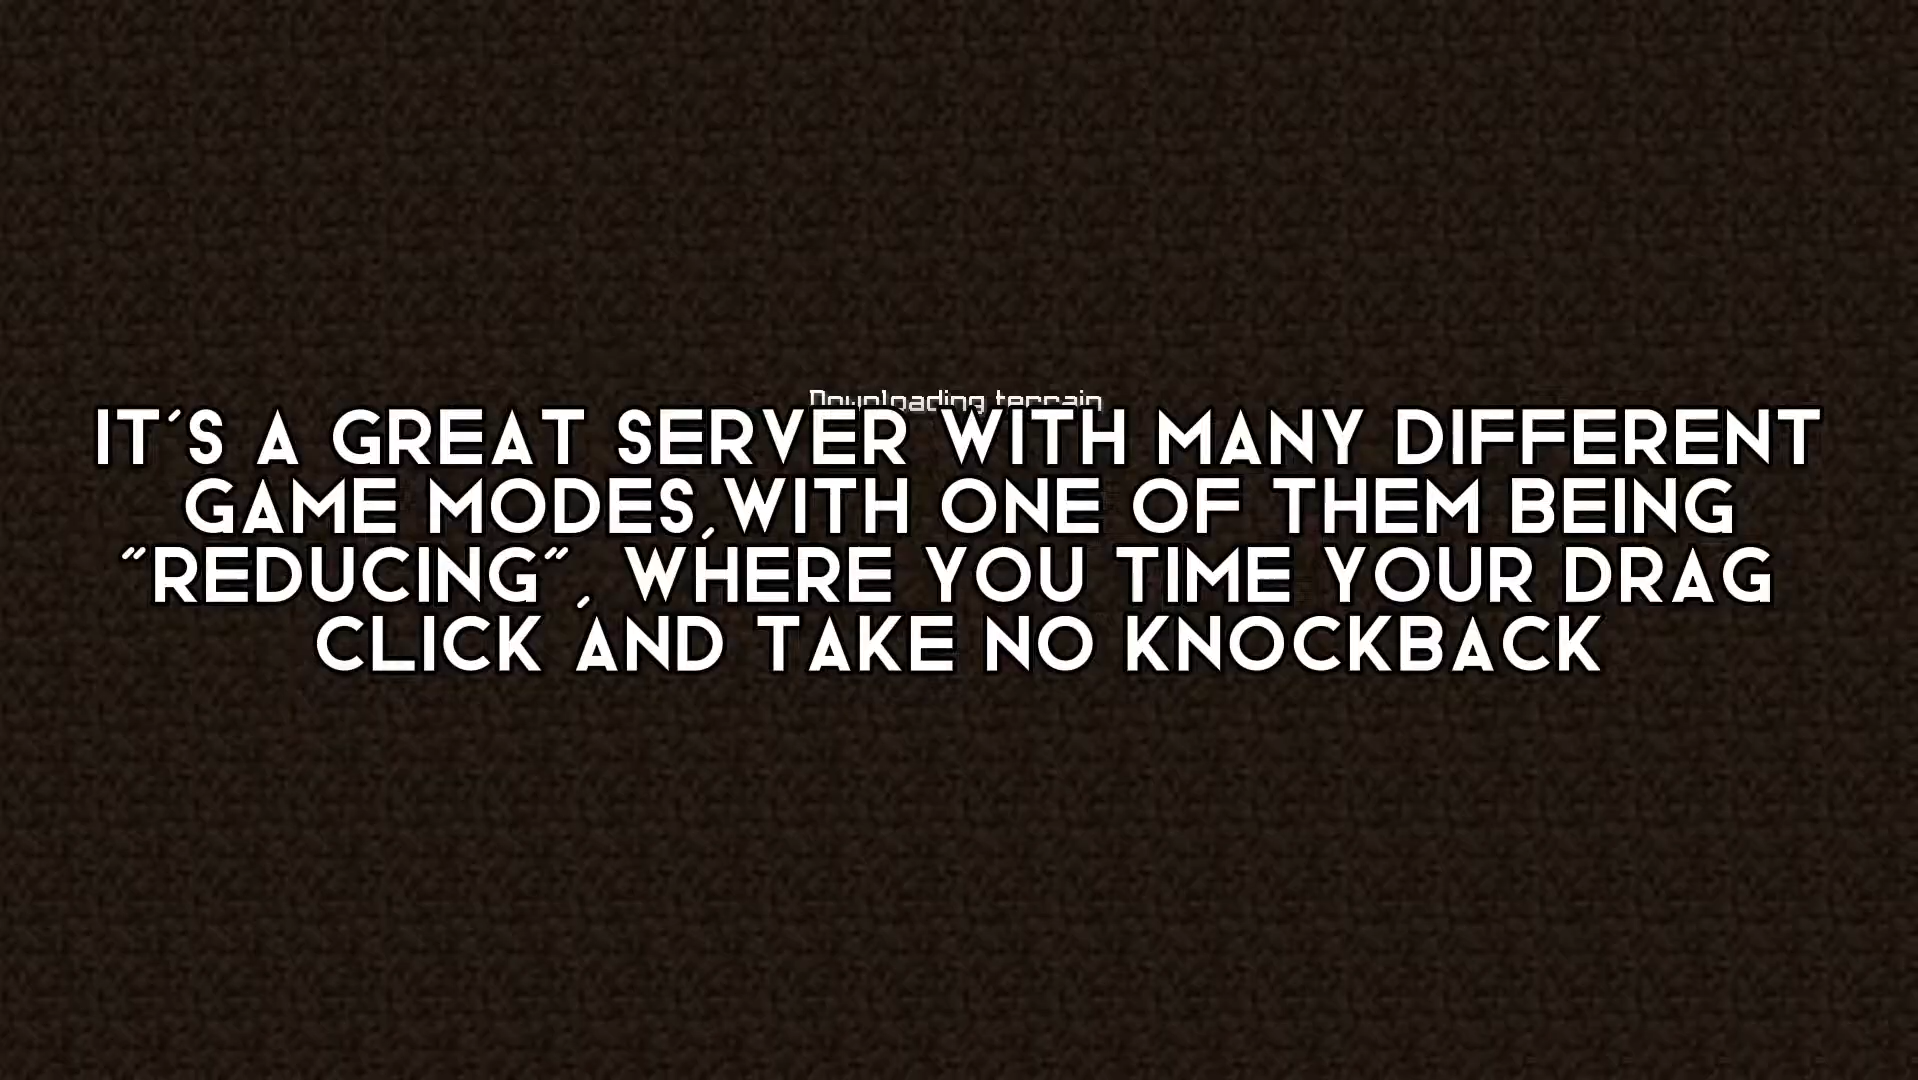 Downloading terrain
IT'S A GREAT SERVER WITH MANY DIFFERENT
GAME MODES,WITH ONE OF THEM BEING
"REDUCING", WHERE YOU TIME YOUR DRAG
CLICK AND TAKE NO KNOCKBACK